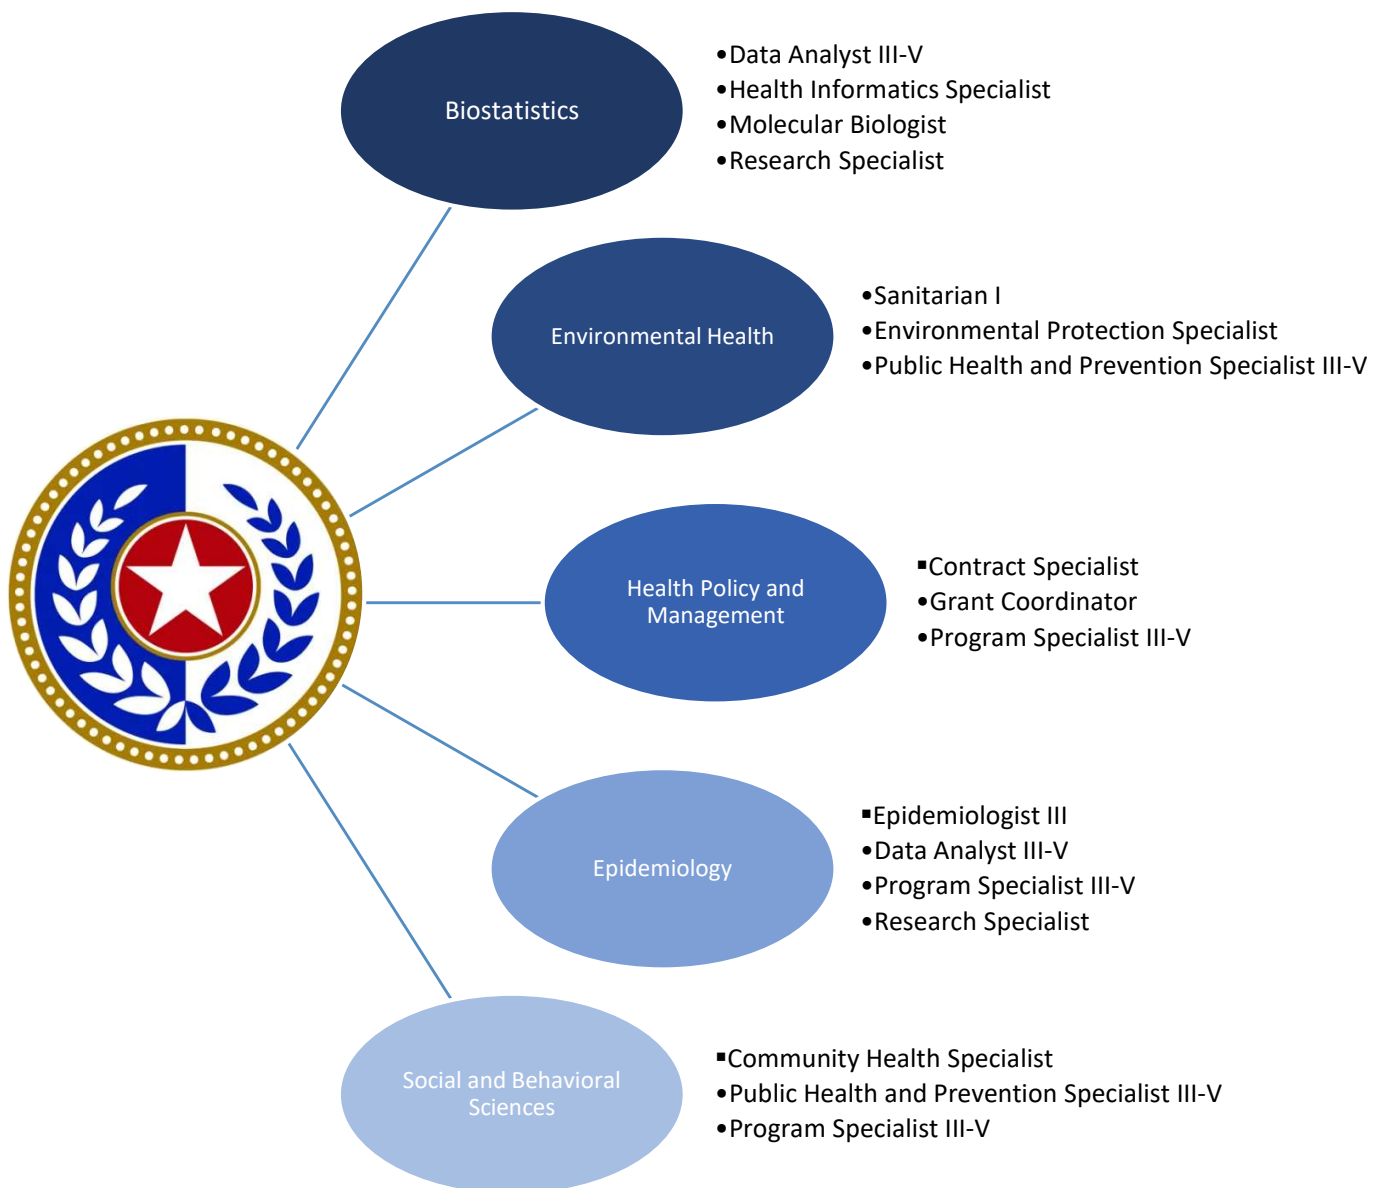 Biostatistics
•Data Analyst III-V
•Health Informatics Specialist
•Molecular Biologist
•Research Specialist
Environmental Health
•Sanitarian I
•Environmental Protection Specialist
•Public Health and Prevention Specialist III-V
Health Policy and
Management
▪Contract Specialist
•Grant Coordinator
•Program Specialist III-V
Epidemiology
▪Epidemiologist III
•Data Analyst III-V
•Program Specialist III-V
•Research Specialist
Social and Behavioral
Sciences
▪Community Health Specialist
•Public Health and Prevention Specialist III-V
•Program Specialist III-V